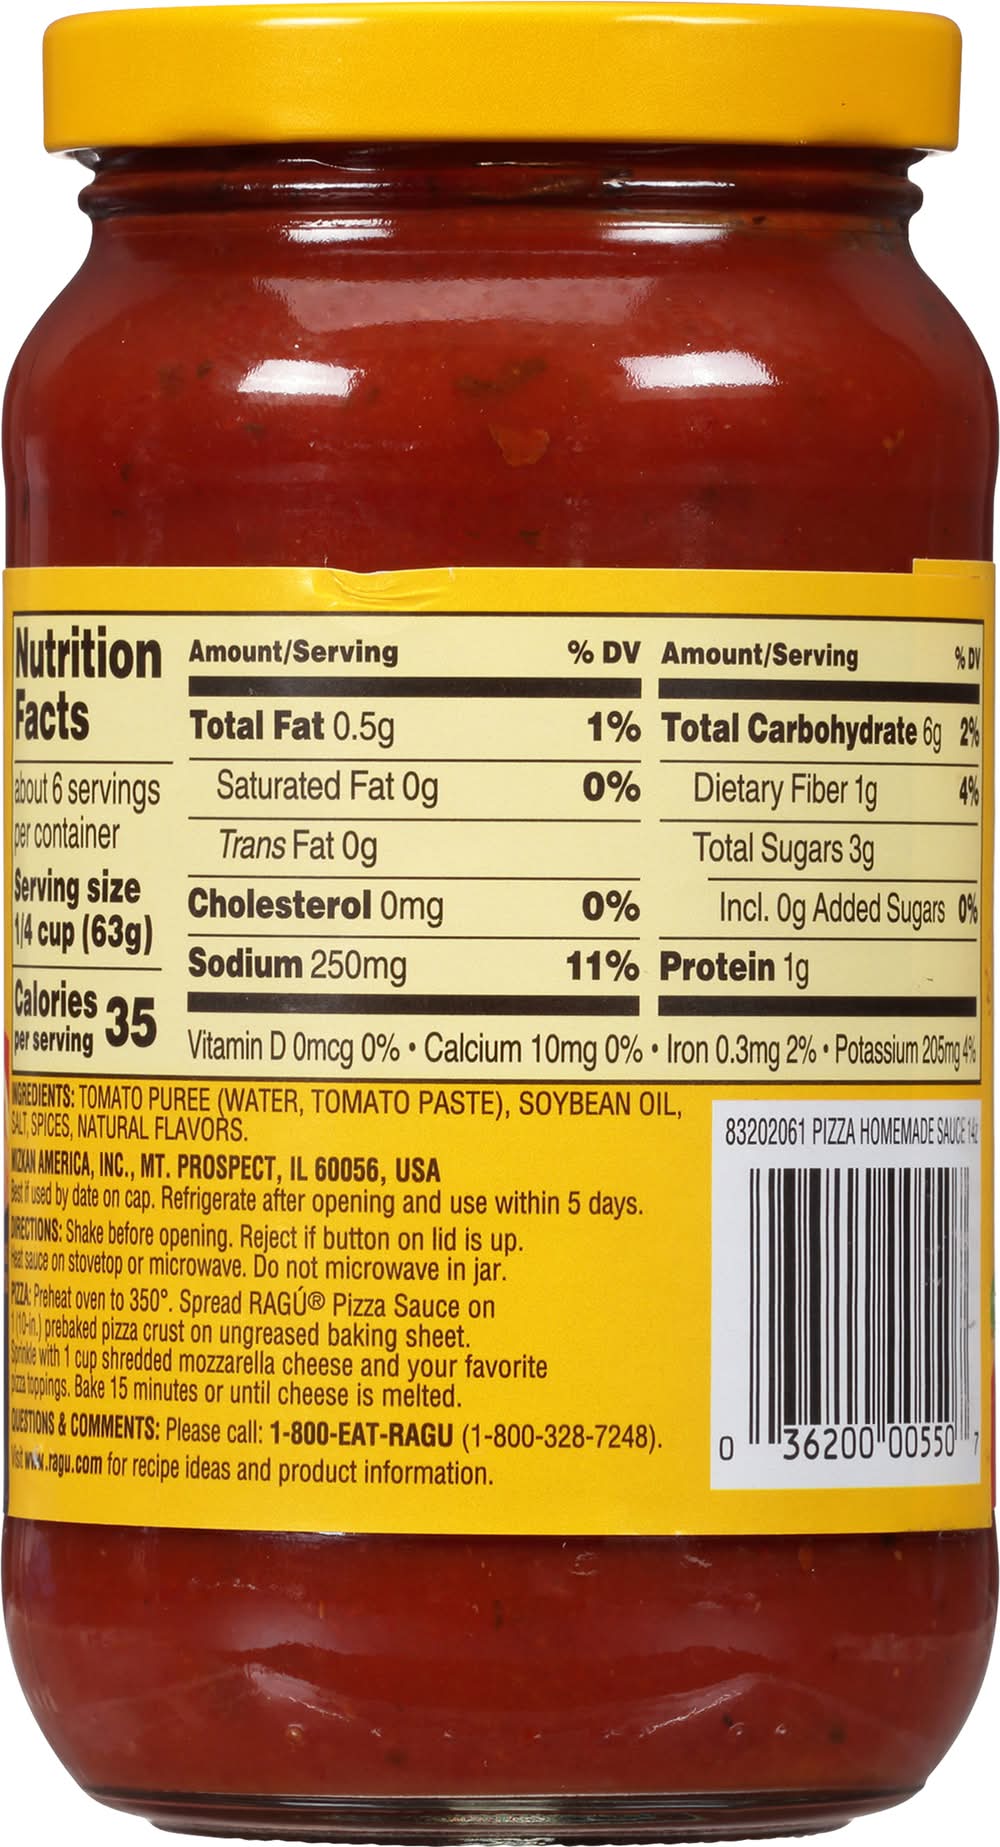 Nutrition
Facts
about 6 servings
per container
Serving size
1/4 cup (63g)
Calories 35
per serving
Amount/Serving % DV
Total Fat 0.5g 1%
Saturated Fat 0g 0%
Trans Fat 0g
Cholesterol 0mg 0%
Sodium 250mg 11%
Amount/Serving % DV
Total Carbohydrate 6g 2%
Dietary Fiber 1g 4%
Total Sugars 3g
Incl. 0g Added Sugars 0%
Protein 1g
Vitamin D 0mcg 0% • Calcium 10mg 0% • Iron 0.3mg 2% • Potassium 205mg 4%
INGREDIENTS: TOMATO PUREE (WATER, TOMATO PASTE), SOYBEAN OIL,
SALT, SPICES, NATURAL FLAVORS.
MIZKAN AMERICA, INC., MT. PROSPECT, IL 60056, USA
Best if used by date on cap. Refrigerate after opening and use within 5 days.
DIRECTIONS: Shake before opening. Reject if button on lid is up.
Heat sauce on stovetop or microwave. Do not microwave in jar.
PIZZA: Preheat oven to 350°. Spread RAGÚ® Pizza Sauce on
1 (10-in.) prebaked pizza crust on ungreased baking sheet.
Sprinkle with 1 cup shredded mozzarella cheese and your favorite
pizza toppings. Bake 15 minutes or until cheese is melted.
QUESTIONS & COMMENTS: Please call: 1-800-EAT-RAGU (1-800-328-7248).
Visit www.ragu.com for recipe ideas and product information.
83202061 PIZZA HOMEMADE SAUCE 14z
0 36200 00550 7